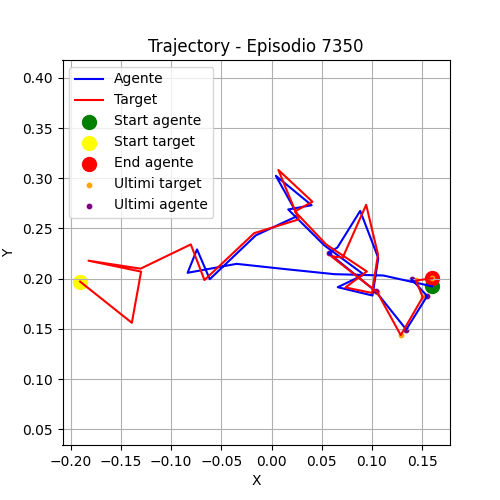 Trajectory - Episodio 7350
Agente
Target
Start agente
Start target
End agente
Ultimi target
Ultimi agente
0.40
0.35
0.30
0.25
0.20
0.15
0.10
0.05
Y
−0.20 −0.15 −0.10 −0.05 0.00 0.05 0.10 0.15
X